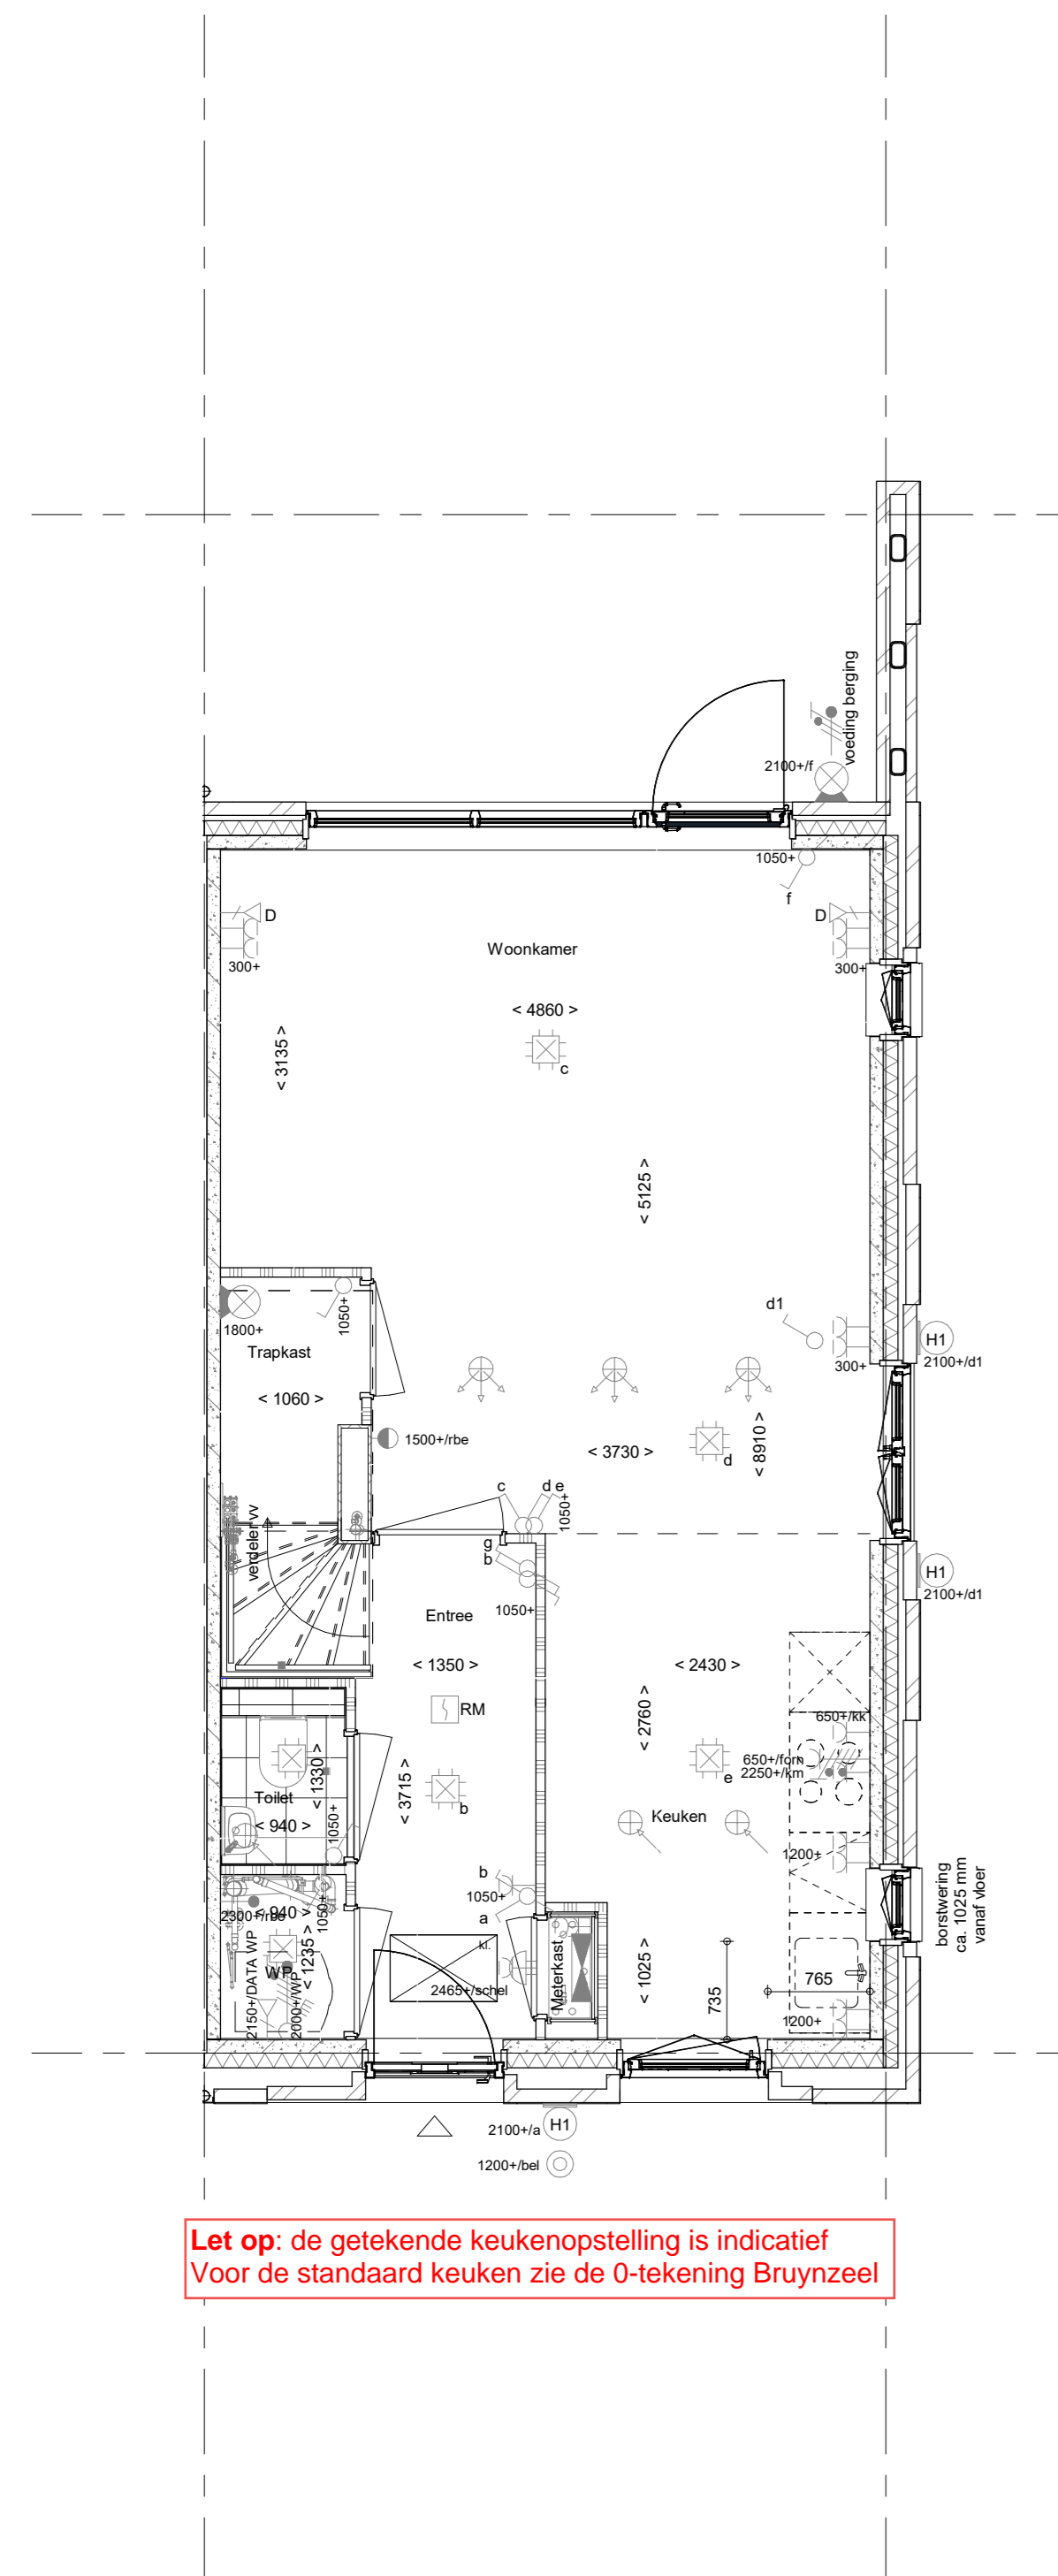 voeding berging
2100+/f
1050+
f
D
300+
D
300+
Woonkamer
< 4860 >
c
< 3135 >
< 5125 >
1800+
1050+
Trapkast
< 1060 >
d1
300+
H1
2100+/d1
1500+/rbe
< 3730 >
d
< 8910 >
c
d e
1050+
verdeler vv
g
b
1050+
H1
2100+/d1
Entree
< 1350 >
< 2430 >
RM
< 2760 >
650+/kk
650+/forn
2250+/km
e
< 1330 >
b
< 3715 >
Toilet
< 940 >
1050+
Keuken
1200+
b
1050+
a
borstwering
ca. 1025 mm
vanaf vloer
2300+/rbe
< 940 >
1050+
< 1235 >
WP
2150+/DATA WP
2000+/WP
kl.
2465+/schel
Meterkast
< 1025 >
735
765
1200+
2100+/a
H1
1200+/bel
Let op: de getekende keukenopstelling is indicatief
Voor de standaard keuken zie de 0-tekening Bruynzeel